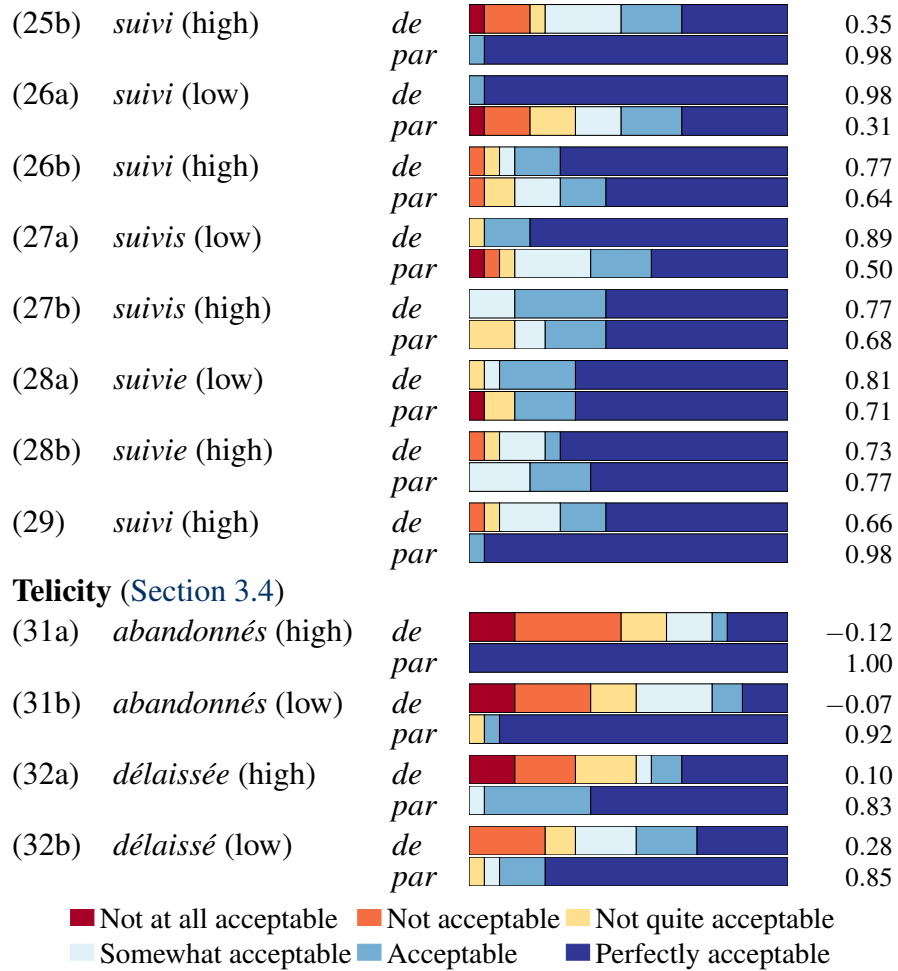 (25b) suivi (high) de 0.35
par 0.98
(26a) suivi (low) de 0.98
par 0.31
(26b) suivi (high) de 0.77
par 0.64
(27a) suivis (low) de 0.89
par 0.50
(27b) suivis (high) de 0.77
par 0.68
(28a) suivie (low) de 0.81
par 0.71
(28b) suivie (high) de 0.73
par 0.77
(29) suivi (high) de 0.66
par 0.98
Telicity (Section 3.4)
(31a) abandonnés (high) de −0.12
par 1.00
(31b) abandonnés (low) de −0.07
par 0.92
(32a) délaissée (high) de 0.10
par 0.83
(32b) délaissé (low) de 0.28
par 0.85
Not at all acceptable Not acceptable Not quite acceptable
Somewhat acceptable Acceptable Perfectly acceptable